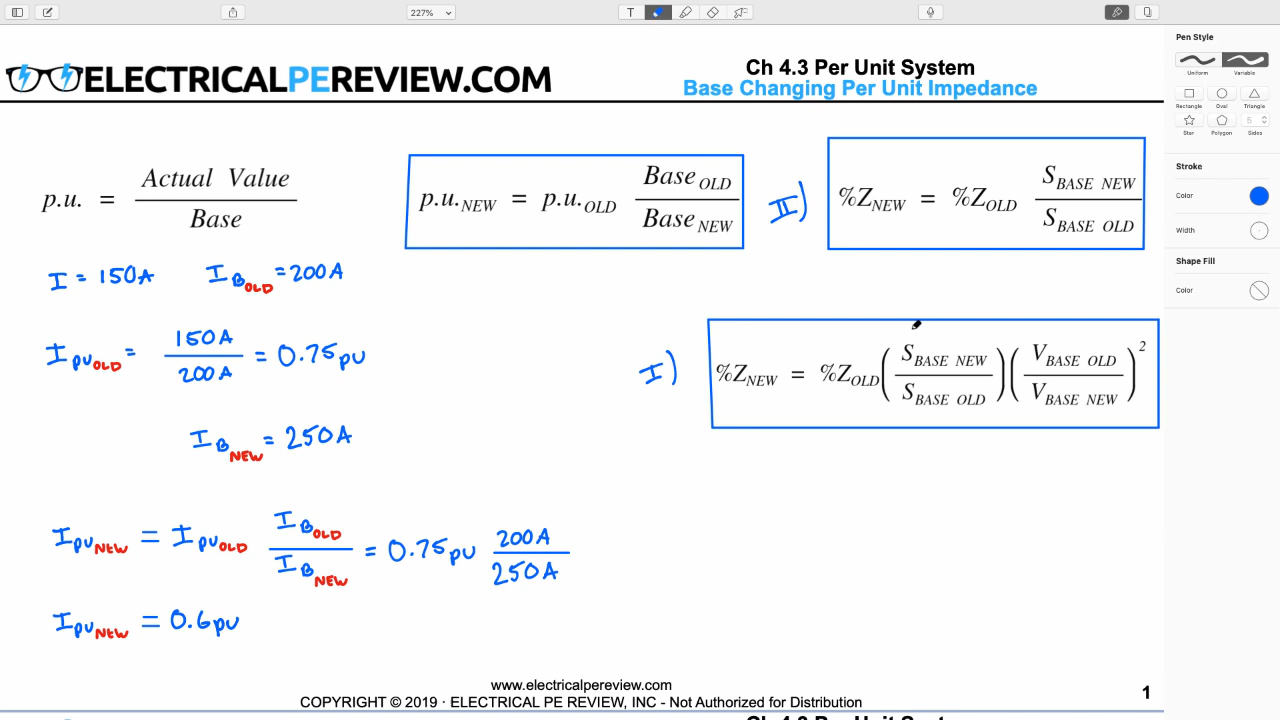 227%
T
Pen Style
Uniform
Variable
Rectangle
Oval
Triangle
Star
Polygon
5
Sides
Stroke
Color
Width
Shape Fill
Color
ELECTRICALPEREVIEW.COM
Ch 4.3 Per Unit System
Base Changing Per Unit Impedance
p.u. = Actual Value / Base
p.u.NEW = p.u.OLD BaseOLD / BaseNEW
II) %ZNEW = %ZOLD SBASE NEW / SBASE OLD
I = 150A IBOLD = 200A
IPUOLD = 150A / 200A = 0.75pu
I) %ZNEW = %ZOLD (SBASE NEW / SBASE OLD)(VBASE OLD / VBASE NEW)2
IBNEW = 250A
IPUNEW = IPUOLD IBOLD / IBNEW = 0.75pu 200A / 250A
IPUNEW = 0.6pu
www.electricalpereview.com
COPYRIGHT © 2019 · ELECTRICAL PE REVIEW, INC - Not Authorized for Distribution
1